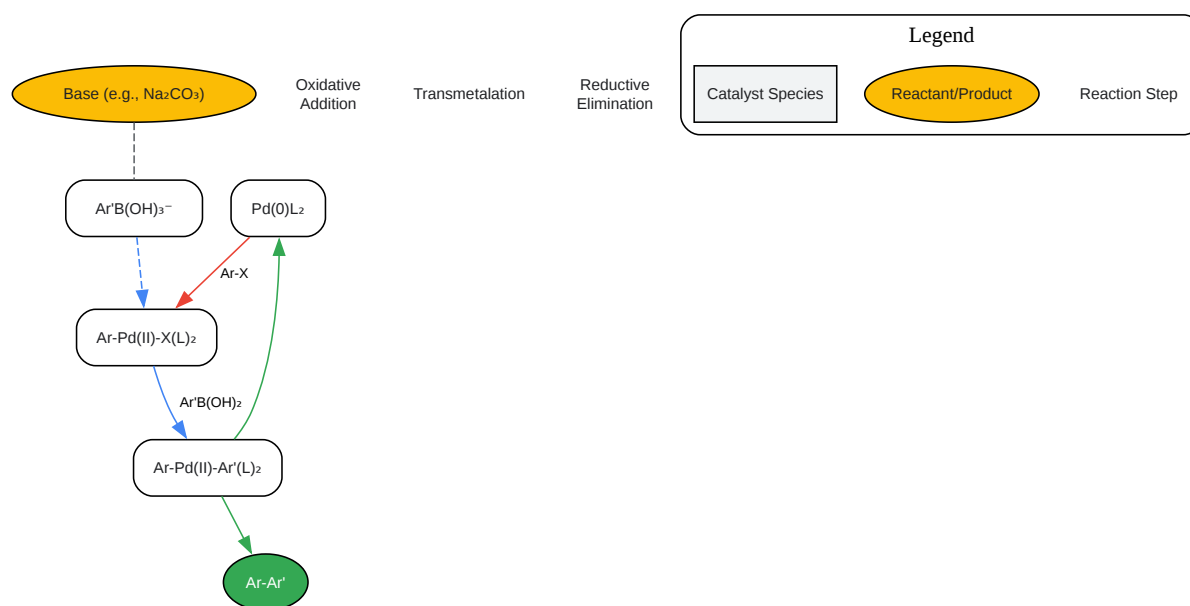 Legend
Base (e.g., Na₂CO₃)
Oxidative
Addition
Transmetalation
Reductive
Elimination
Catalyst Species
Reactant/Product
Reaction Step
Ar'B(OH)₃⁻
Pd(0)L₂
Ar-X
Ar-Pd(II)-X(L)₂
Ar'B(OH)₂
Ar-Pd(II)-Ar'(L)₂
Ar-Ar'